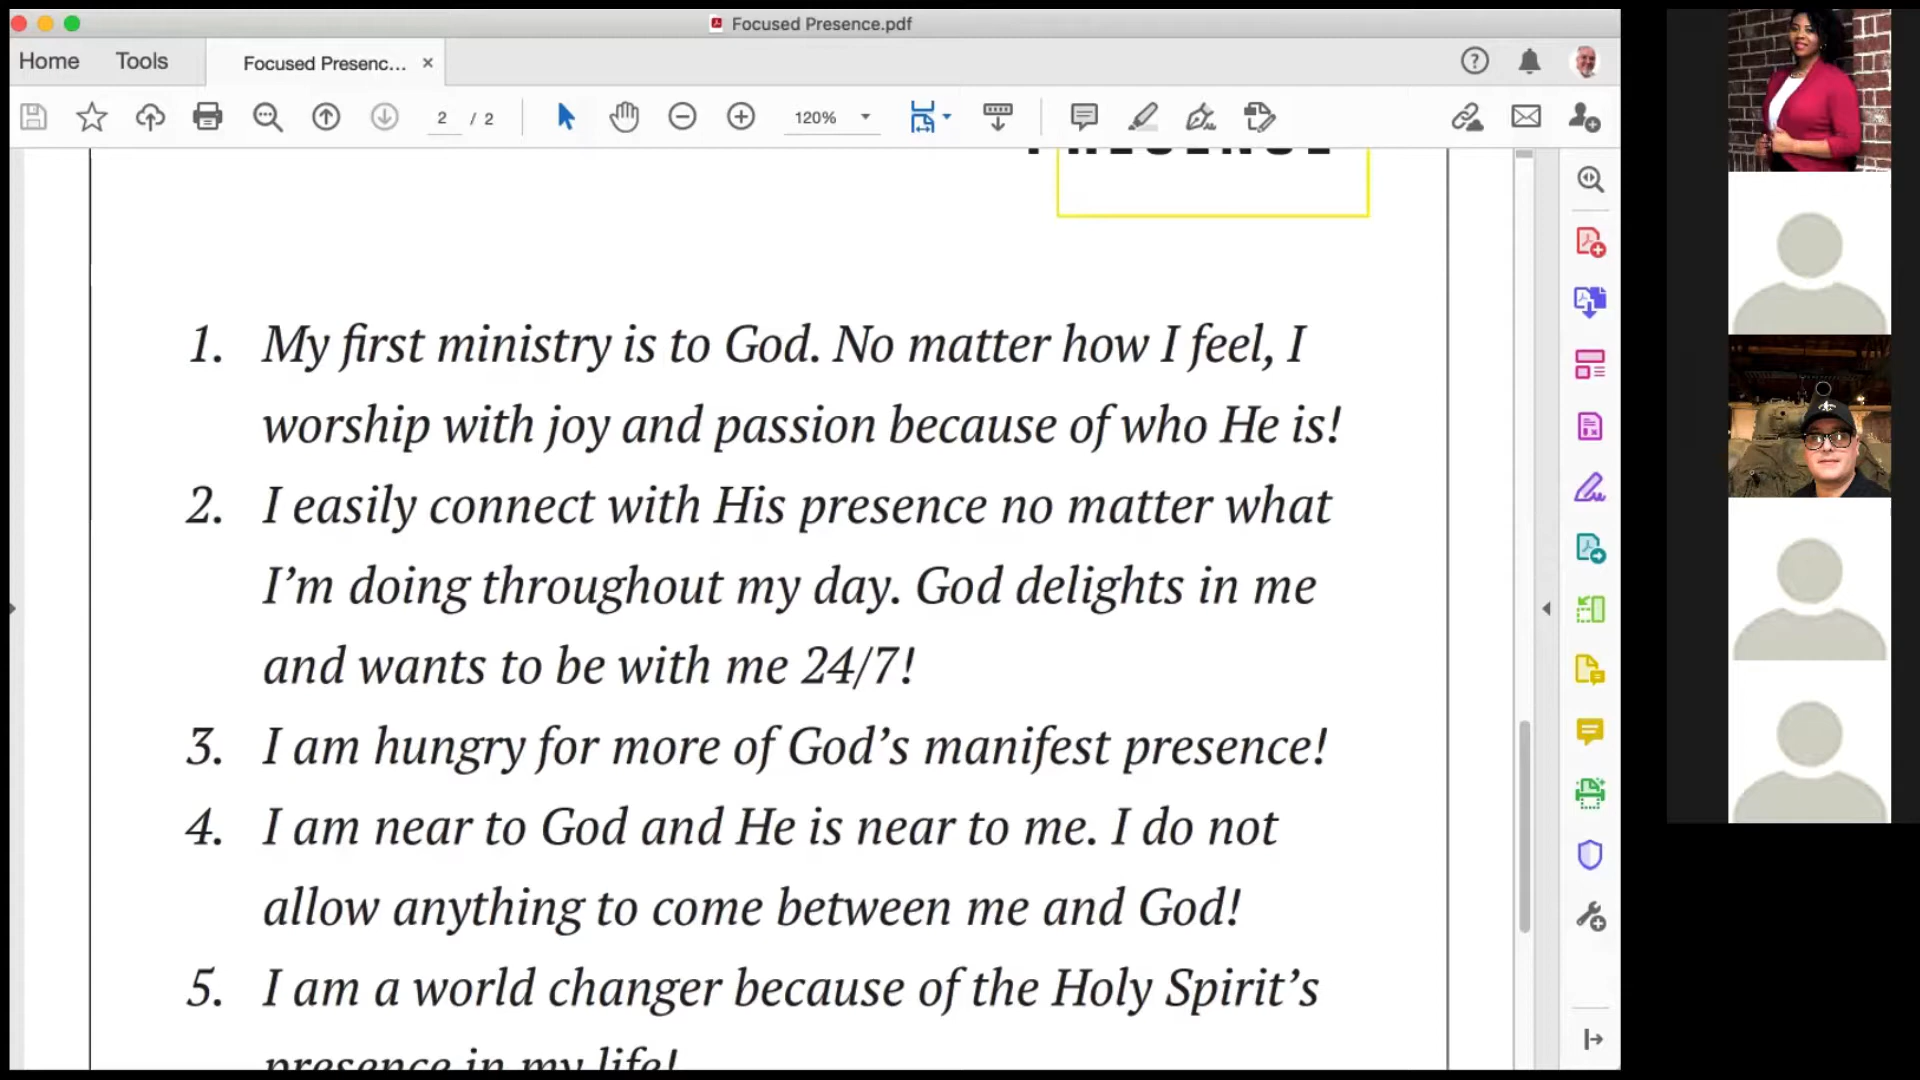 Focused Presence.pdf
Home Tools Focused Presenc... ×
2 / 2 120%
PRESENCE
1. My first ministry is to God. No matter how I feel, I
worship with joy and passion because of who He is!
2. I easily connect with His presence no matter what
I’m doing throughout my day. God delights in me
and wants to be with me 24/7!
3. I am hungry for more of God’s manifest presence!
4. I am near to God and He is near to me. I do not
allow anything to come between me and God!
5. I am a world changer because of the Holy Spirit’s
presence in my life!